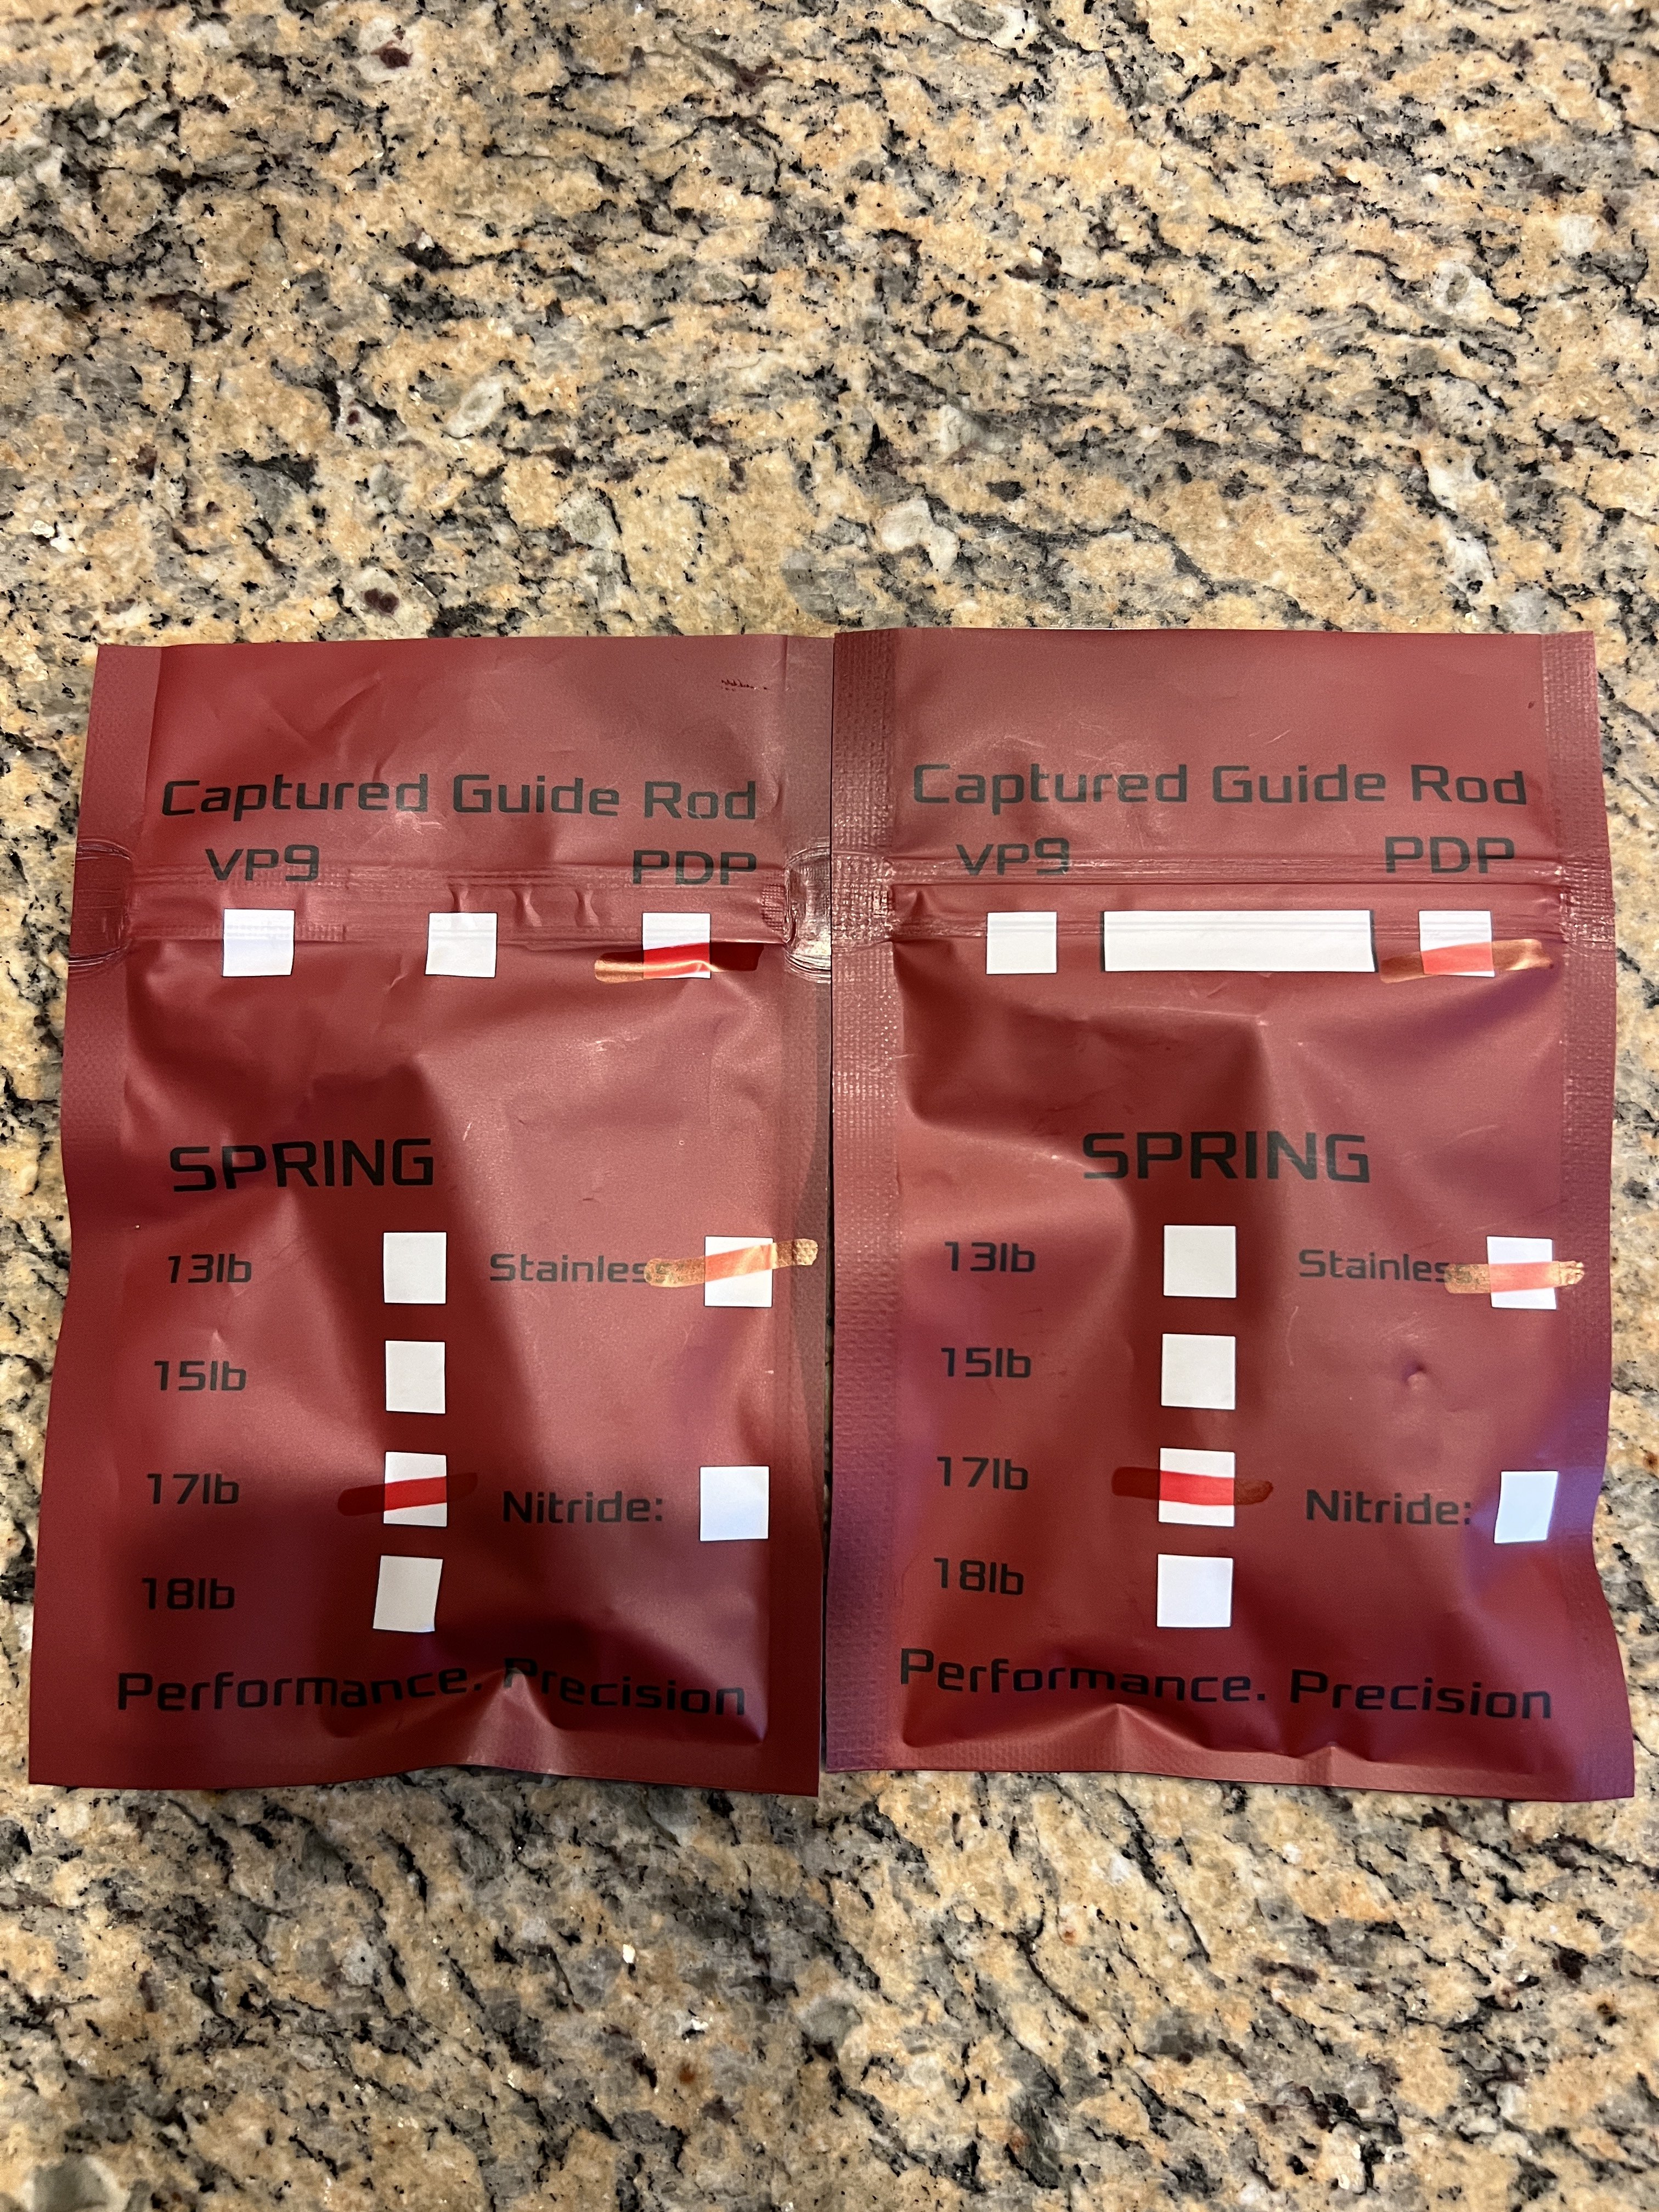 Captured Guide Rod
VP9 PDP
SPRING
13lb Stainless
15lb
17lb Nitride:
18lb
Performance. Precision
Captured Guide Rod
VP9 PDP
SPRING
13lb Stainless
15lb
17lb Nitride:
18lb
Performance. Precision